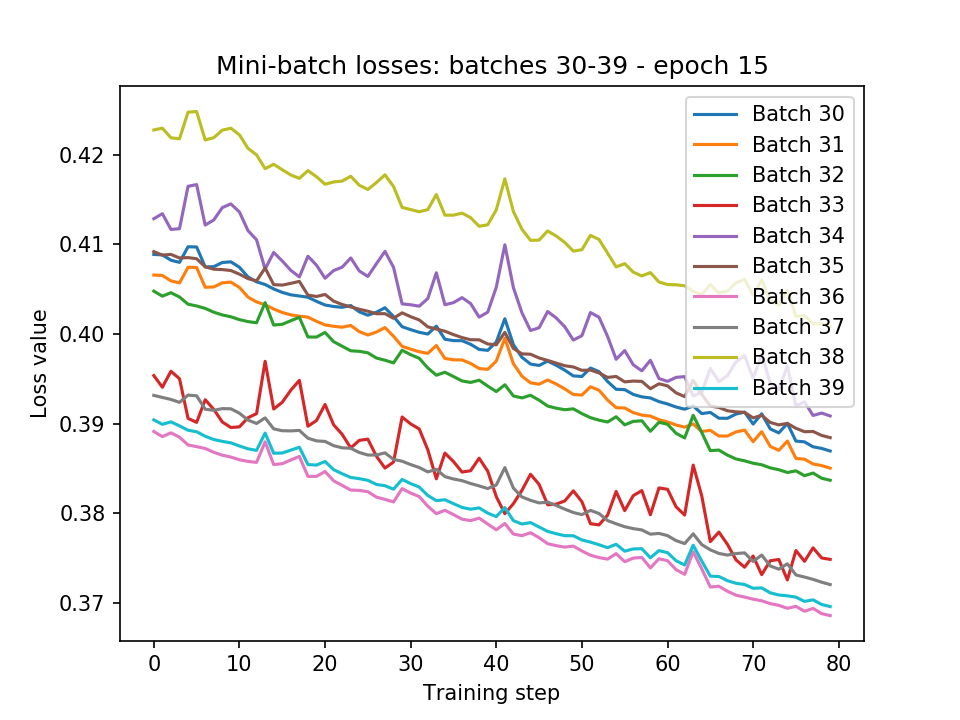 Mini-batch losses: batches 30-39 - epoch 15
Loss value
0.42
0.41
0.40
0.39
0.38
0.37
0 10 20 30 40 50 60 70 80
Training step
Batch 30
Batch 31
Batch 32
Batch 33
Batch 34
Batch 35
Batch 36
Batch 37
Batch 38
Batch 39